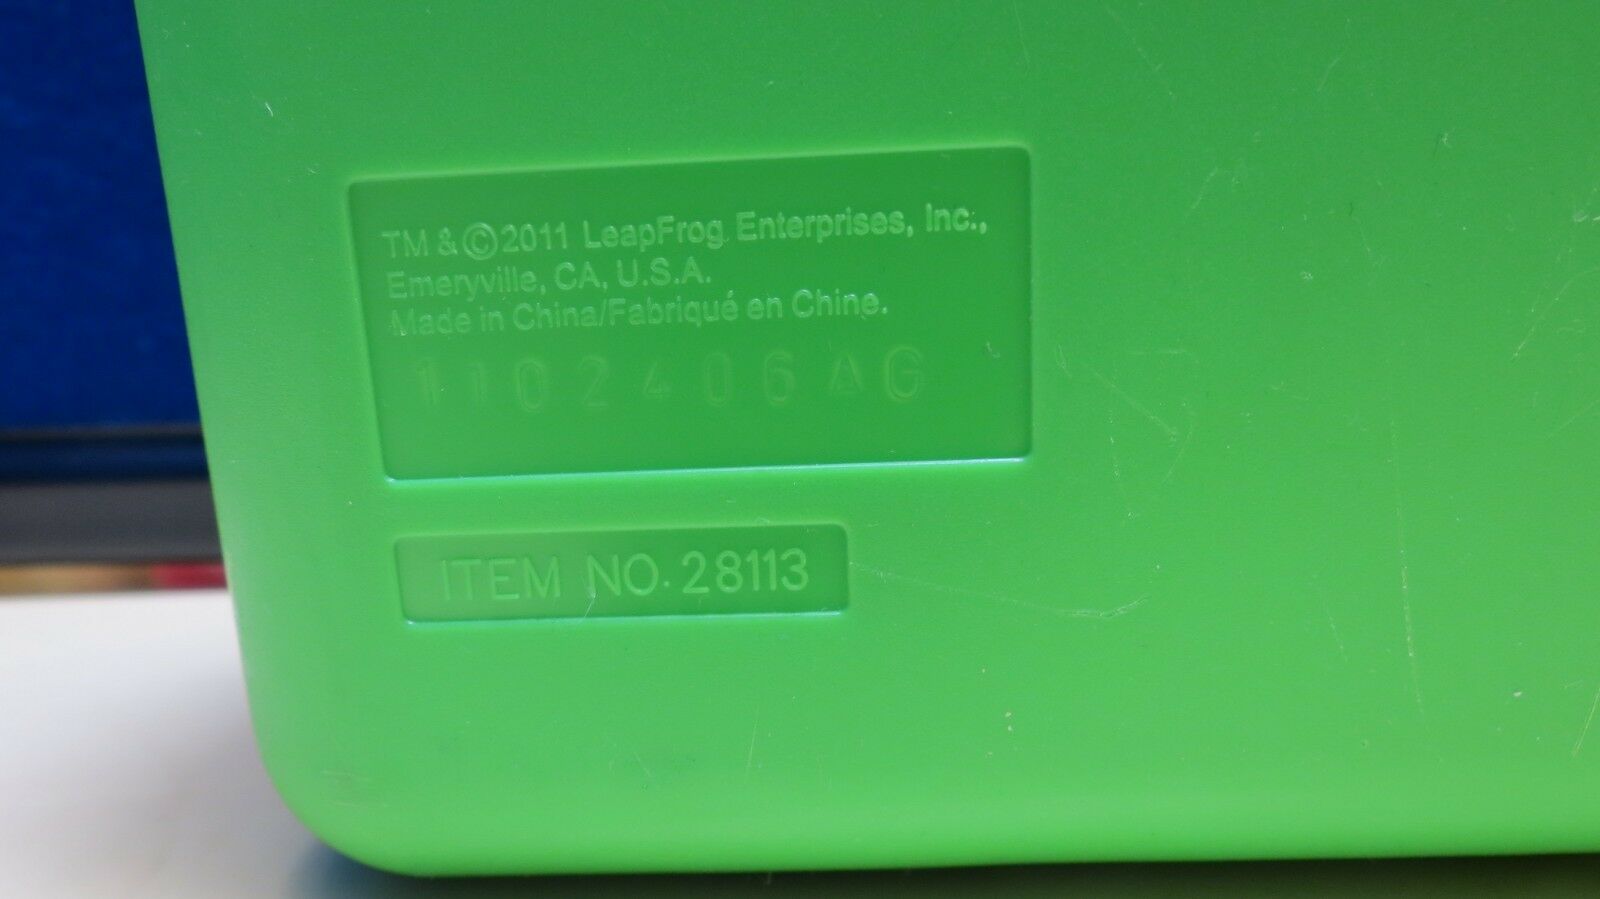 TM & ©2011 LeapFrog Enterprises, Inc.,
Emeryville, CA, U.S.A.
Made in China/Fabriqué en Chine.
1102406AG
ITEM NO. 28113